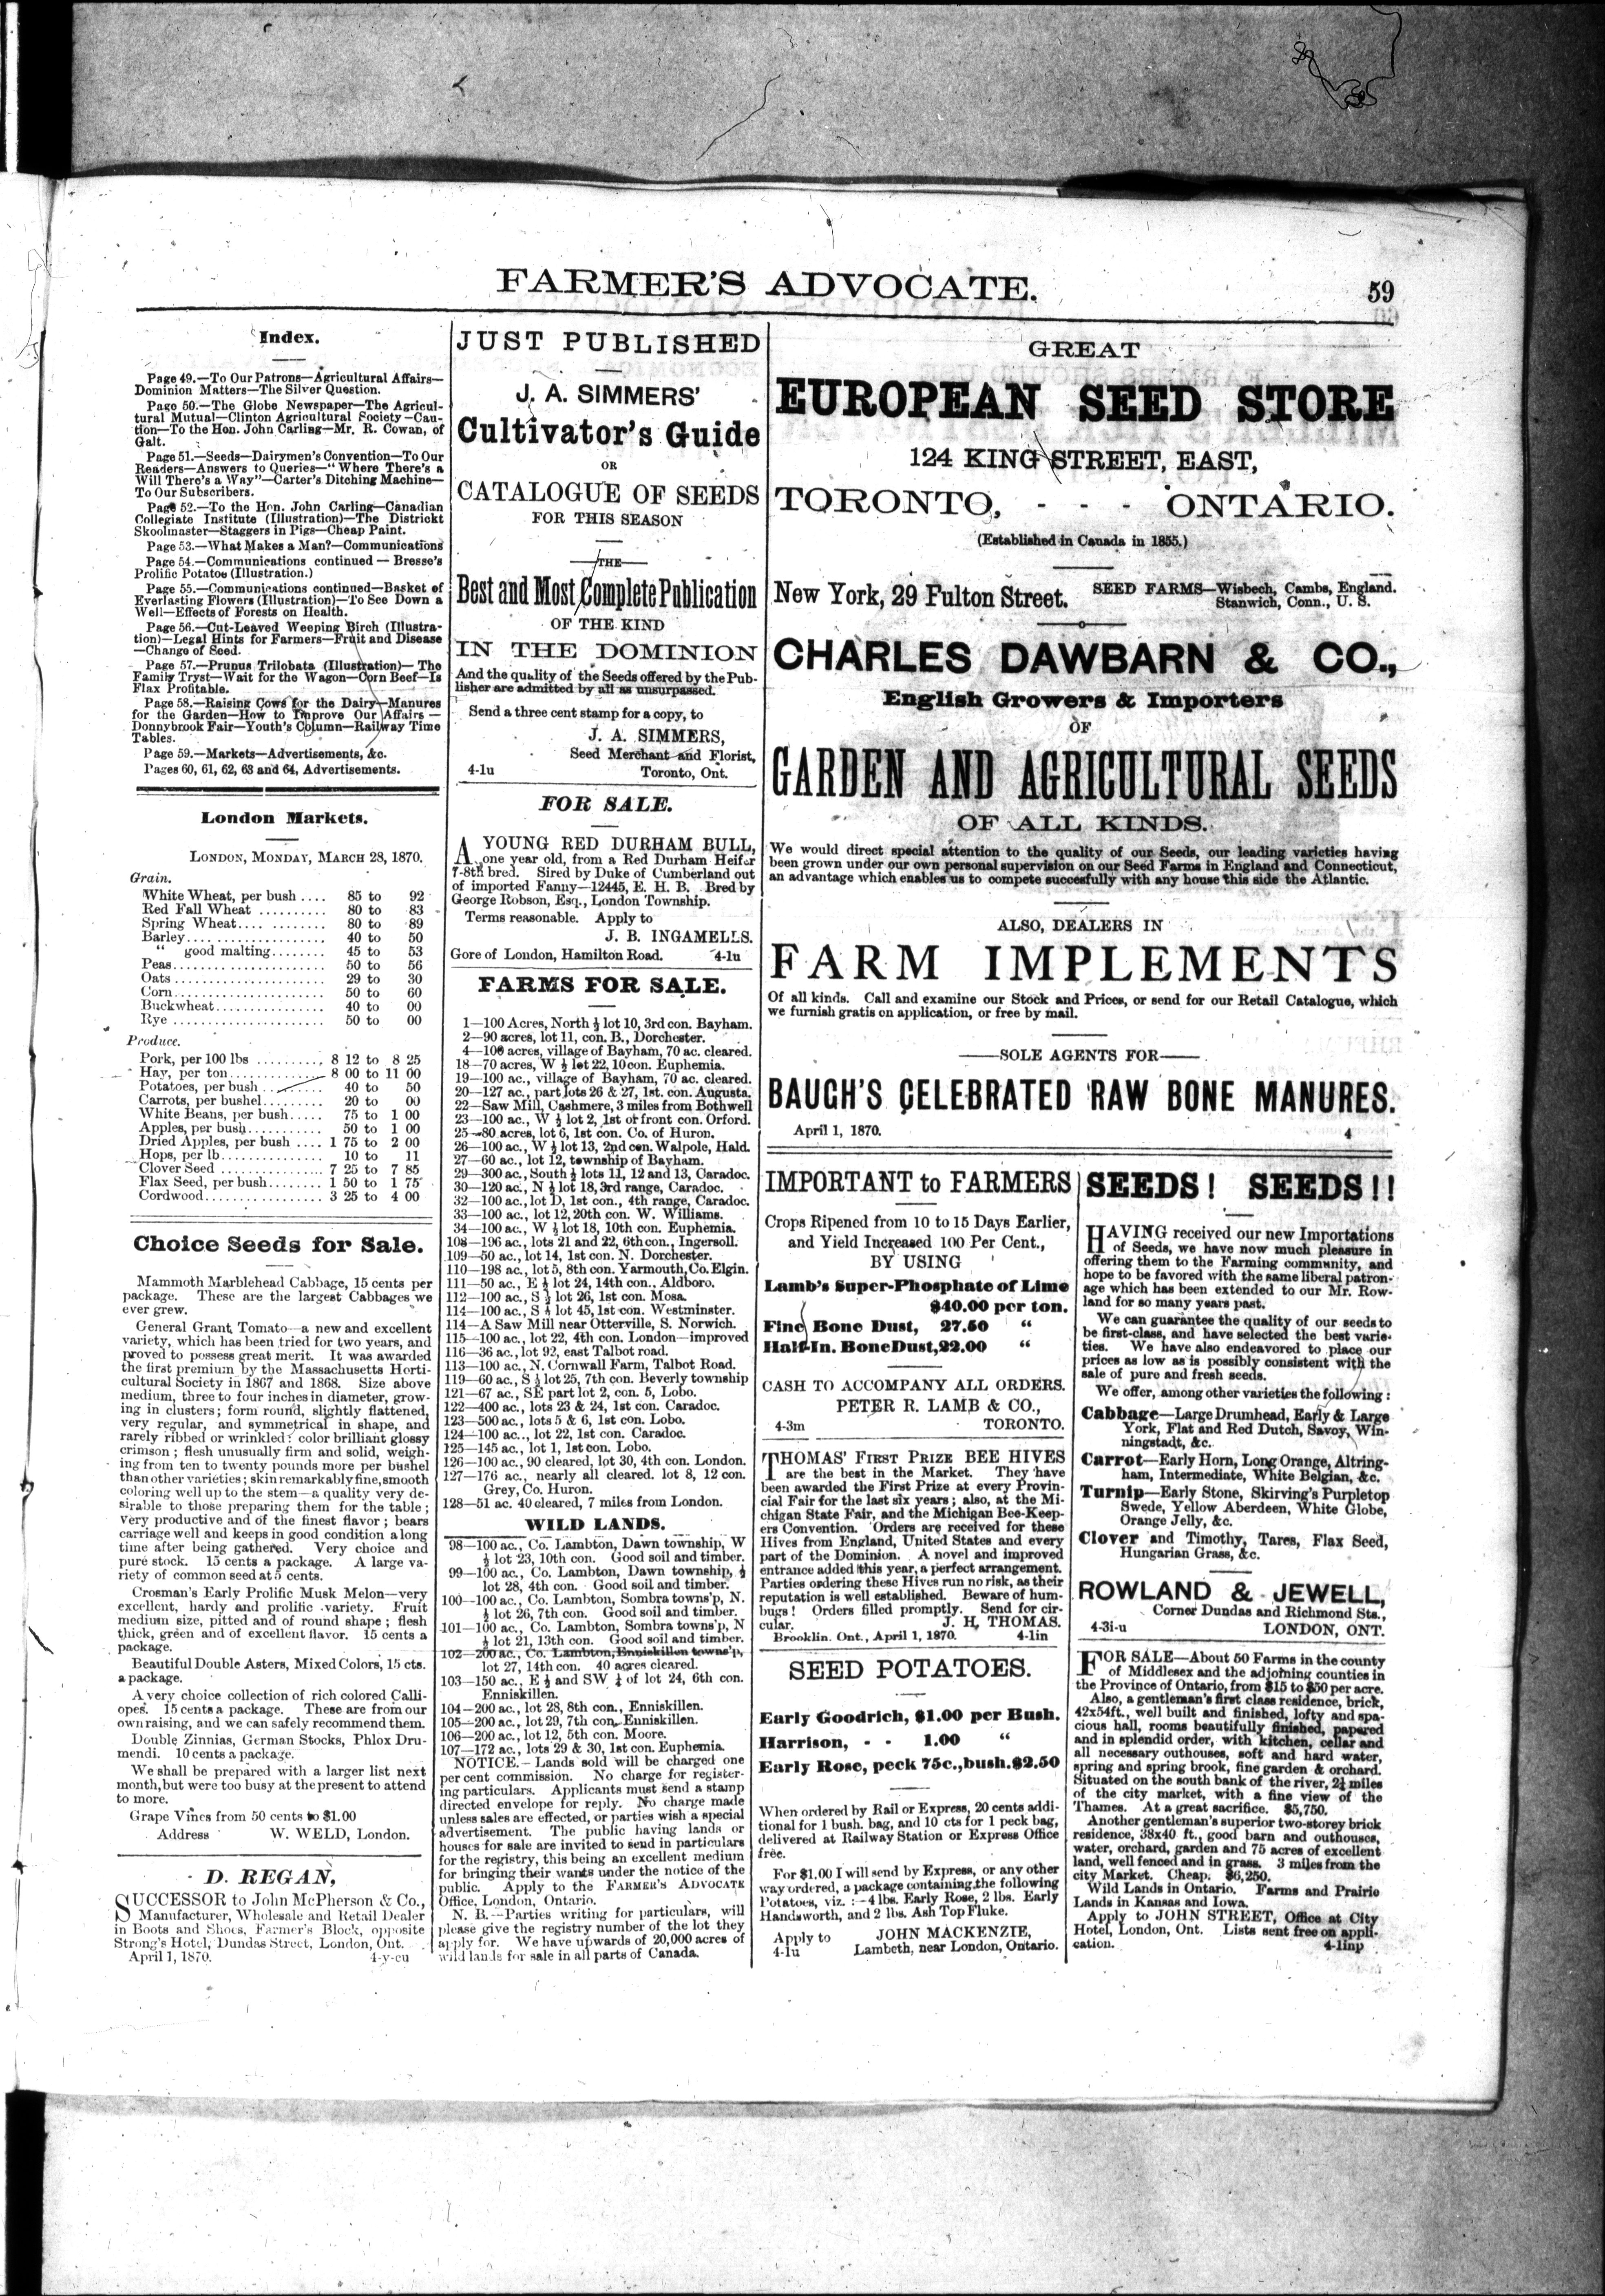 FARMER'S ADVOCATE.
59
Index.
Page 49.—To Our Patrons—Agricultural Affairs—
Dominion Matters—The Silver Question.
Page 50.—The Globe Newspaper—The Agricul-
tural Mutual—Clinton Agricultural Society—Cau-
tion—To the Hon. John Carling—Mr. R. Cowan, of
Galt.
Page 51.—Seeds—Dairymen's Convention—To Our
Readers—Answers to Queries—"Where There's a
Will There's a Way"—Carter's Ditching Machine—
To Our Subscribers.
Page 52.—To the Hon. John Carling—Canadian
Collegiate Institute (Illustration)—The Districkt
Skoolmaster—Staggers in Pigs—Cheap Paint.
Page 53.—What Makes a Man?—Communications
Page 54.—Communications continued — Bresse's
Prolific Potatoe (Illustration.)
Page 55.—Communications continued—Basket of
Everlasting Flowers (Illustration)—To See Down a
Well—Effects of Forests on Health.
Page 56.—Cut-Leaved Weeping Birch (Illustra-
tion)—Legal Hints for Farmers—Fruit and Disease
—Change of Seed.
Page 57.—Prunus Trilobata (Illustration)— The
Family Tryst—Wait for the Wagon—Corn Beef—Is
Flax Profitable.
Page 58.—Raising Cows for the Dairy—Manures
for the Garden—How to Improve Our Affairs —
Donnybrook Fair—Youth's Column—Railway Time
Tables.
Page 59.—Markets—Advertisements, &c.
Pages 60, 61, 62, 63 and 64, Advertisements.
London Markets.
LONDON, MONDAY, MARCH 28, 1870.
Grain.
White Wheat, per bush .... 85 to 92
Red Fall Wheat .......... 80 to 83
Spring Wheat.... ........ 80 to 89
Barley.................... 40 to 50
" good malting........ 45 to 53
Peas...................... 50 to 56
Oats ...................... 29 to 30
Corn...................... 50 to 60
Buckwheat................ 40 to 00
Rye ...................... 50 to 00
Produce.
Pork, per 100 lbs .......... 8 12 to 8 25
Hay, per ton.............. 8 00 to 11 00
Potatoes, per bush 40 to 50
Carrots, per bushel......... 20 to 00
White Beans, per bush..... 75 to 1 00
Apples, per bush........... 50 to 1 00
Dried Apples, per bush .... 1 75 to 2 00
Hops, per lb............... 10 to 11
Clover Seed ............... 7 25 to 7 85
Flax Seed, per bush........ 1 50 to 1 75
Cordwood................. 3 25 to 4 00
Choice Seeds for Sale.
Mammoth Marblehead Cabbage, 15 cents per
package. These are the largest Cabbages we
ever grew.
General Grant Tomato—a new and excellent
variety, which has been tried for two years, and
proved to possess great merit. It was awarded
the first premium by the Massachusetts Horti-
cultural Society in 1867 and 1868. Size above
medium, three to four inches in diameter, grow-
ing in clusters; form round, slightly flattened,
very regular, and symmetrical in shape, and
rarely ribbed or wrinkled; color brilliant glossy
crimson; flesh unusually firm and solid, weigh-
ing from ten to twenty pounds more per bushel
than other varieties; skin remarkably fine, smooth
coloring well up to the stem—a quality very de-
sirable to those preparing them for the table;
Very productive and of the finest flavor; bears
carriage well and keeps in good condition a long
time after being gathered. Very choice and
pure stock. 15 cents a package. A large va-
riety of common seed at 5 cents.
Crosman's Early Prolific Musk Melon—very
excellent, hardy and prolific variety. Fruit
medium size, pitted and of round shape; flesh
thick, green and of excellent flavor. 15 cents a
package.
Beautiful Double Asters, Mixed Colors, 15 cts.
a package.
A very choice collection of rich colored Calli-
opes. 15 cents a package. These are from our
own raising, and we can safely recommend them.
Double Zinnias, German Stocks, Phlox Dru-
mendi. 10 cents a package.
We shall be prepared with a larger list next
month, but were too busy at the present to attend
to more.
Grape Vines from 50 cents to $1.00
Address W. WELD, London.
D. REGAN,
SUCCESSOR to John McPherson & Co.,
Manufacturer, Wholesale and Retail Dealer
in Boots and Shoes, Farmer's Block, opposite
Strong's Hotel, Dundas Street, London, Ont.
April 1, 1870. 4-y-cu
JUST PUBLISHED
J. A. SIMMERS'
Cultivator's Guide
OR
CATALOGUE OF SEEDS
FOR THIS SEASON
—THE—
Best and Most Complete Publication
OF THE KIND
IN THE DOMINION
And the quality of the Seeds offered by the Pub-
lisher are admitted by all as unsurpassed.
Send a three cent stamp for a copy, to
J. A. SIMMERS,
Seed Merchant and Florist,
4-1u Toronto, Ont.
FOR SALE.
A YOUNG RED DURHAM BULL,
one year old, from a Red Durham Heifer
7-8th bred. Sired by Duke of Cumberland out
of imported Fanny—12445, E. H. B. Bred by
George Robson, Esq., London Township.
Terms reasonable. Apply to
J. B. INGAMELLS.
Gore of London, Hamilton Road. 4-1u
FARMS FOR SALE.
1—100 Acres, North ½ lot 10, 3rd con. Bayham.
2—90 acres, lot 11, con. B., Dorchester.
4—100 acres, village of Bayham, 70 ac. cleared.
18—70 acres, W ½ lot 22, 10 con. Euphemia.
19—100 ac., village of Bayham, 70 ac. cleared.
20—127 ac., part lots 26 & 27, 1st. con. Augusta.
22—Saw Mill, Cashmere, 3 miles from Bothwell
23—100 ac., W ½ lot 2, 1st or front con. Orford.
25—80 acres, lot 6, 1st con. Co. of Huron.
26—100 ac., W ½ lot 13, 2nd con. Walpole, Hald.
27—60 ac., lot 12, township of Bayham.
29—300 ac., South ½ lots 11, 12 and 13, Caradoc.
30—120 ac., N ½ lot 18, 3rd range, Caradoc.
32—100 ac., lot D, 1st con., 4th range, Caradoc.
33—100 ac., lot 12, 20th con. W. Williams.
34—100 ac., W ½ lot 18, 10th con. Euphemia.
108—196 ac., lots 21 and 22, 6th con., Ingersoll.
109—50 ac., lot 14, 1st con. N. Dorchester.
110—198 ac., lot 5, 8th con. Yarmouth, Co. Elgin.
111—50 ac., E ½ lot 24, 14th con., Aldboro.
112—100 ac., S ½ lot 26, 1st con. Mosa.
114—100 ac., S ½ lot 45, 1st con. Westminster.
114—A Saw Mill near Otterville, S. Norwich.
115—100 ac., lot 22, 4th con. London—improved
116—36 ac., lot 92, east Talbot road.
113—100 ac., N. Cornwall Farm, Talbot Road.
119—60 ac., S ½ lot 25, 7th con. Beverly township
121—67 ac., SE part lot 2, con. 5, Lobo.
122—400 ac., lots 23 & 24, 1st con. Caradoc.
123—500 ac., lots 5 & 6, 1st con. Lobo.
124—100 ac., lot 22, 1st con. Caradoc.
125—145 ac., lot 1, 1st con. Lobo.
126—100 ac., 90 cleared, lot 30, 4th con. London.
127—176 ac., nearly all cleared. lot 8, 12 con.
Grey, Co. Huron.
128—51 ac. 40 cleared, 7 miles from London.
WILD LANDS.
98—100 ac., Co. Lambton, Dawn township, W
½ lot 23, 10th con. Good soil and timber.
99—100 ac., Co. Lambton, Dawn township, ½
lot 28, 4th con. Good soil and timber.
100—100 ac., Co. Lambton, Sombra towns'p, N.
½ lot 26, 7th con. Good soil and timber.
101—100 ac., Co. Lambton, Sombra towns'p, N
½ lot 21, 13th con. Good soil and timber.
102—200 ac., Co. Lambton, Enniskillen towns'p,
lot 27, 14th con. 40 acres cleared.
103—150 ac., E ½ and SW ¼ of lot 24, 6th con.
Enniskillen.
104—200 ac., lot 28, 8th con., Enniskillen.
105—200 ac., lot 29, 7th con. Enniskillen.
106—200 ac., lot 12, 5th con. Moore.
107—172 ac., lots 29 & 30, 1st con. Euphemia.
NOTICE.—Lands sold will be charged one
per cent commission. No charge for register-
ing particulars. Applicants must send a stamp
directed envelope for reply. No charge made
unless sales are effected, or parties wish a special
advertisement. The public having lands or
houses for sale are invited to send in particulars
for the registry, this being an excellent medium
for bringing their wants under the notice of the
public. Apply to the FARMER'S ADVOCATE
Office, London, Ontario.
N. B.—Parties writing for particulars, will
please give the registry number of the lot they
apply for. We have upwards of 20,000 acres of
wild lands for sale in all parts of Canada.
GREAT
EUROPEAN SEED STORE
124 KING STREET, EAST,
TORONTO, - - - ONTARIO.
(Established in Canada in 1855.)
New York, 29 Fulton Street. SEED FARMS—Wisbech, Cambs, England.
Stanwich, Conn., U. S.
CHARLES DAWBARN & CO.,
English Growers & Importers
OF
GARDEN AND AGRICULTURAL SEEDS
OF ALL KINDS.
We would direct special attention to the quality of our Seeds, our leading varieties having
been grown under our own personal supervision on our Seed Farms in England and Connecticut,
an advantage which enables us to compete succesfully with any house this side the Atlantic.
ALSO, DEALERS IN
FARM IMPLEMENTS
Of all kinds. Call and examine our Stock and Prices, or send for our Retail Catalogue, which
we furnish gratis on application, or free by mail.
——SOLE AGENTS FOR——
BAUGH'S CELEBRATED RAW BONE MANURES.
April 1, 1870. 4
IMPORTANT to FARMERS
Crops Ripened from 10 to 15 Days Earlier,
and Yield Increased 100 Per Cent.,
BY USING
Lamb's Super-Phosphate of Lime
$40.00 per ton.
Fine Bone Dust, 27.50 "
Half-In. Bone Dust, 22.00 "
CASH TO ACCOMPANY ALL ORDERS.
PETER R. LAMB & CO.,
4-3m TORONTO.
THOMAS' FIRST PRIZE BEE HIVES
are the best in the Market. They have
been awarded the First Prize at every Provin-
cial Fair for the last six years; also, at the Mi-
chigan State Fair, and the Michigan Bee-Keep-
ers Convention. Orders are received for these
Hives from England, United States and every
part of the Dominion. A novel and improved
entrance added this year, a perfect arrangement.
Parties ordering these Hives run no risk, as their
reputation is well established. Beware of hum-
bugs! Orders filled promptly. Send for cir-
cular. J. H. THOMAS.
Brooklin. Ont., April 1, 1870. 4-1in
SEED POTATOES.
Early Goodrich, $1.00 per Bush.
Harrison, - - 1.00 "
Early Rose, peck 75c., bush. $2.50
When ordered by Rail or Express, 20 cents addi-
tional for 1 bush. bag, and 10 cts for 1 peck bag,
delivered at Railway Station or Express Office
free.
For $1.00 I will send by Express, or any other
way ordered, a package containing the following
Potatoes, viz.:—4 lbs. Early Rose, 2 lbs. Early
Handsworth, and 2 lbs. Ash Top Fluke.
Apply to JOHN MACKENZIE,
4-1u Lambeth, near London, Ontario.
SEEDS! SEEDS!!
HAVING received our new Importations
of Seeds, we have now much pleasure in
offering them to the Farming community, and
hope to be favored with the same liberal patron-
age which has been extended to our Mr. Row-
land for so many years past.
We can guarantee the quality of our seeds to
be first-class, and have selected the best varie-
ties. We have also endeavored to place our
prices as low as is possibly consistent with the
sale of pure and fresh seeds.
We offer, among other varieties the following:
Cabbage—Large Drumhead, Early & Large
York, Flat and Red Dutch, Savoy, Win-
ningstadt, &c.
Carrot—Early Horn, Long Orange, Altring-
ham, Intermediate, White Belgian, &c.
Turnip—Early Stone, Skirving's Purpletop
Swede, Yellow Aberdeen, White Globe,
Orange Jelly, &c.
Clover and Timothy, Tares, Flax Seed,
Hungarian Grass, &c.
ROWLAND & JEWELL,
Corner Dundas and Richmond Sts.,
4-3i-u LONDON, ONT.
FOR SALE—About 50 Farms in the county
of Middlesex and the adjoining counties in
the Province of Ontario, from $15 to $50 per acre.
Also, a gentleman's first class residence, brick,
42x54ft., well built and finished, lofty and spa-
cious hall, rooms beautifully finished, papered
and in splendid order, with kitchen, cellar and
all necessary outhouses, soft and hard water,
spring and spring brook, fine garden & orchard.
Situated on the south bank of the river, 2½ miles
of the city market, with a fine view of the
Thames. At a great sacrifice. $5,750.
Another gentleman's superior two-storey brick
residence, 38x40 ft., good barn and outhouses,
water, orchard, garden and 75 acres of excellent
land, well fenced and in grass. 3 miles from the
city Market. Cheap. $6,250.
Wild Lands in Ontario. Farms and Prairie
Lands in Kansas and Iowa.
Apply to JOHN STREET, Office at City
Hotel, London, Ont. Lists sent free on appli-
cation. 4-1inp